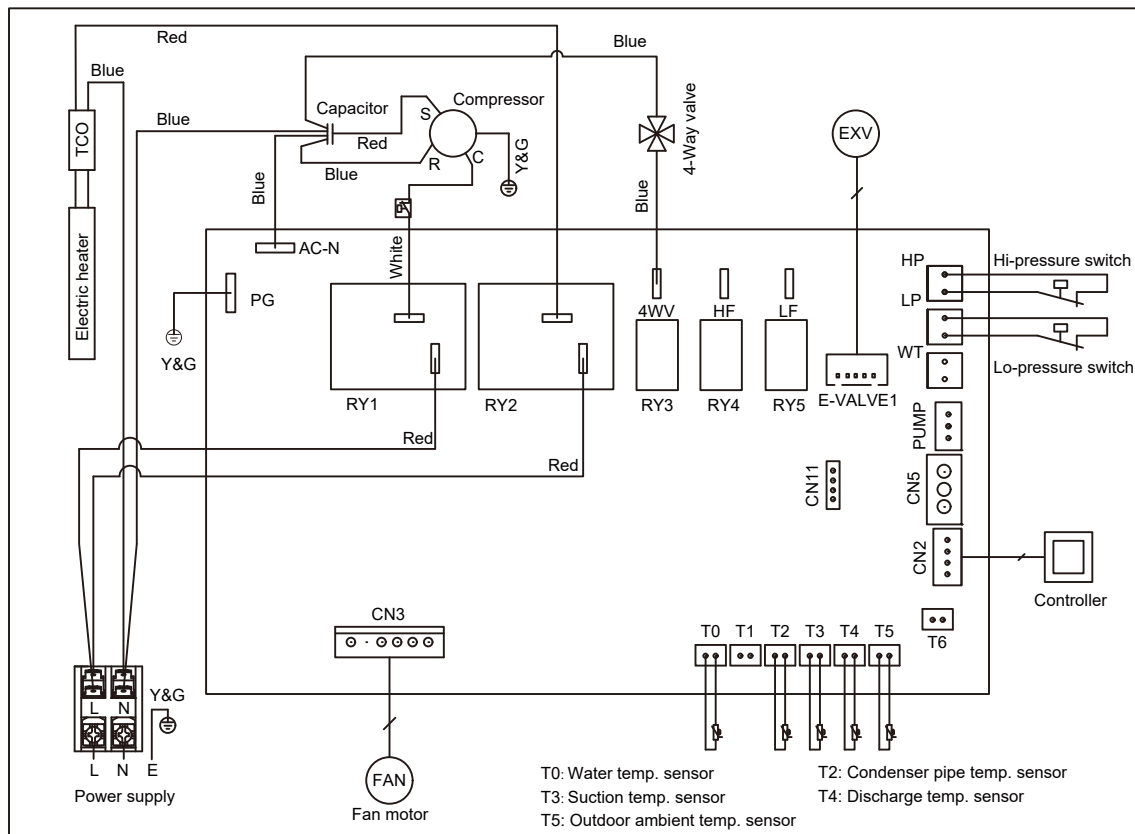 Red
Blue
Blue
Blue
Capacitor
Compressor
S
Red
R
C
Blue
Y&G
4-Way valve
EXV
TCO
Electric heater
Blue
AC-N
White
Blue
PG
Y&G
HP
Hi-pressure switch
LP
WT
Lo-pressure switch
4WV
HF
LF
RY1
RY2
RY3
RY4
RY5
E-VALVE1
Red
Red
PUMP
CN11
CN5
CN2
Controller
CN3
T0
T1
T2
T3
T4
T5
T6
Y&G
L
N
L
N
E
Power supply
FAN
Fan motor
T0: Water temp. sensor
T2: Condenser pipe temp. sensor
T3: Suction temp. sensor
T4: Discharge temp. sensor
T5: Outdoor ambient temp. sensor